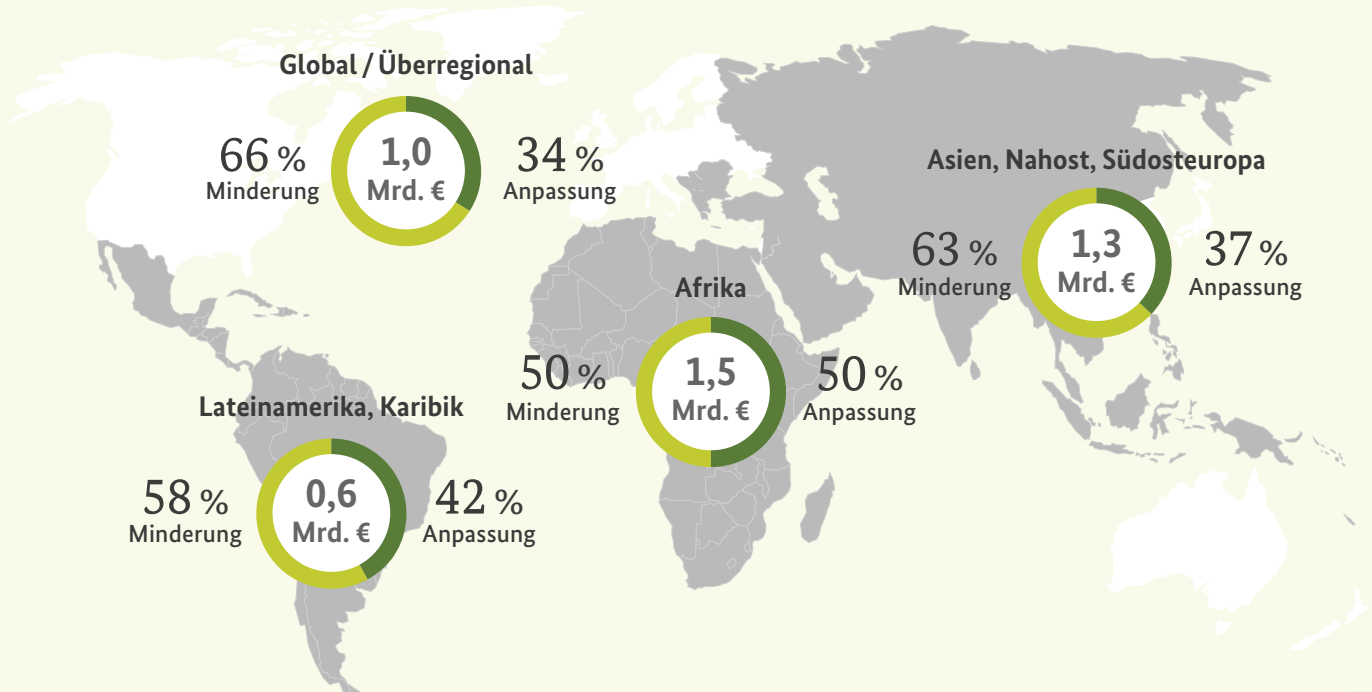 Global / Überregional
66 %
Minderung
1,0
Mrd. €
34 %
Anpassung
Asien, Nahost, Südosteuropa
63 %
Minderung
1,3
Mrd. €
37 %
Anpassung
Afrika
50 %
Minderung
1,5
Mrd. €
50 %
Anpassung
Lateinamerika, Karibik
58 %
Minderung
0,6
Mrd. €
42 %
Anpassung